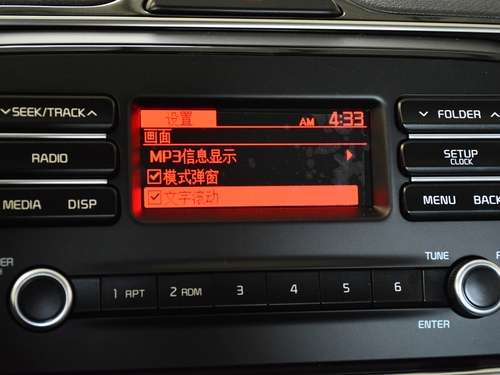 SEEK/TRACK
设置
AM 4:33
FOLDER
画面
RADIO
MP3信息显示
SETUP
CLOCK
模式弹窗
MEDIA DISP
文字滚动
MENU BACK
TUNE
1 RPT
2 RDM
3
4
5
6
ENTER